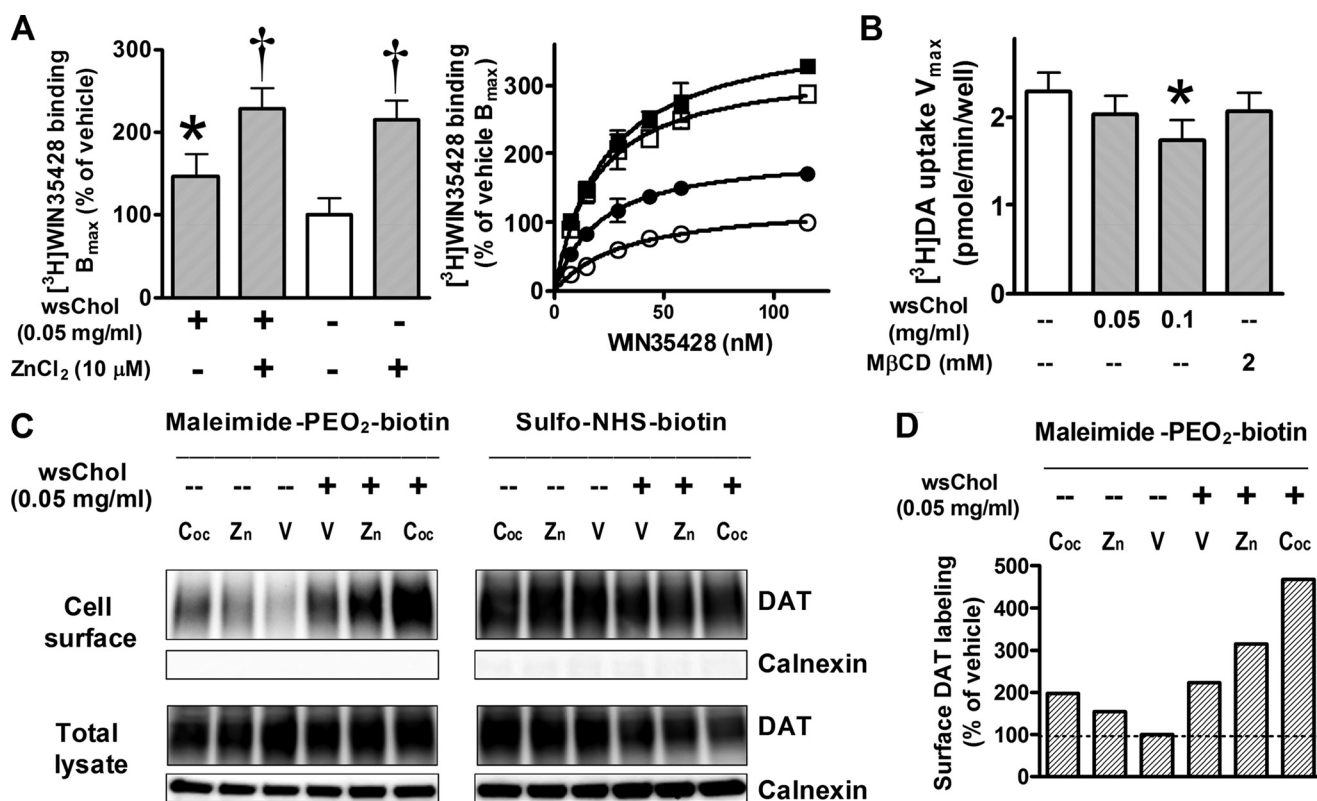 A
[³H]WIN35428 binding
Bmax (% of vehicle)
300
200
100
0
*
†
†
wsChol
(0.05 mg/ml)
+ + - -
ZnCl₂ (10 μM)
- + - +
[³H]WIN35428 binding
(% of vehicle Bmax)
300
200
100
0
0 50 100
WIN35428 (nM)
B
[³H]DA uptake Vmax
(pmole/min/well)
2
1
0
*
wsChol
(mg/ml)
-- 0.05 0.1 --
MβCD (mM)
-- -- -- 2
C
Maleimide-PEO₂-biotin
Sulfo-NHS-biotin
wsChol
(0.05 mg/ml)
-- -- -- + + +
-- -- -- + + +
Coc Zn V V Zn Coc
Coc Zn V V Zn Coc
Cell
surface
DAT
Calnexin
Total
lysate
DAT
Calnexin
D
Maleimide-PEO₂-biotin
wsChol
(0.05 mg/ml)
-- -- -- + + +
Coc Zn V V Zn Coc
Surface DAT labeling
(% of vehicle)
500
400
300
200
100
0